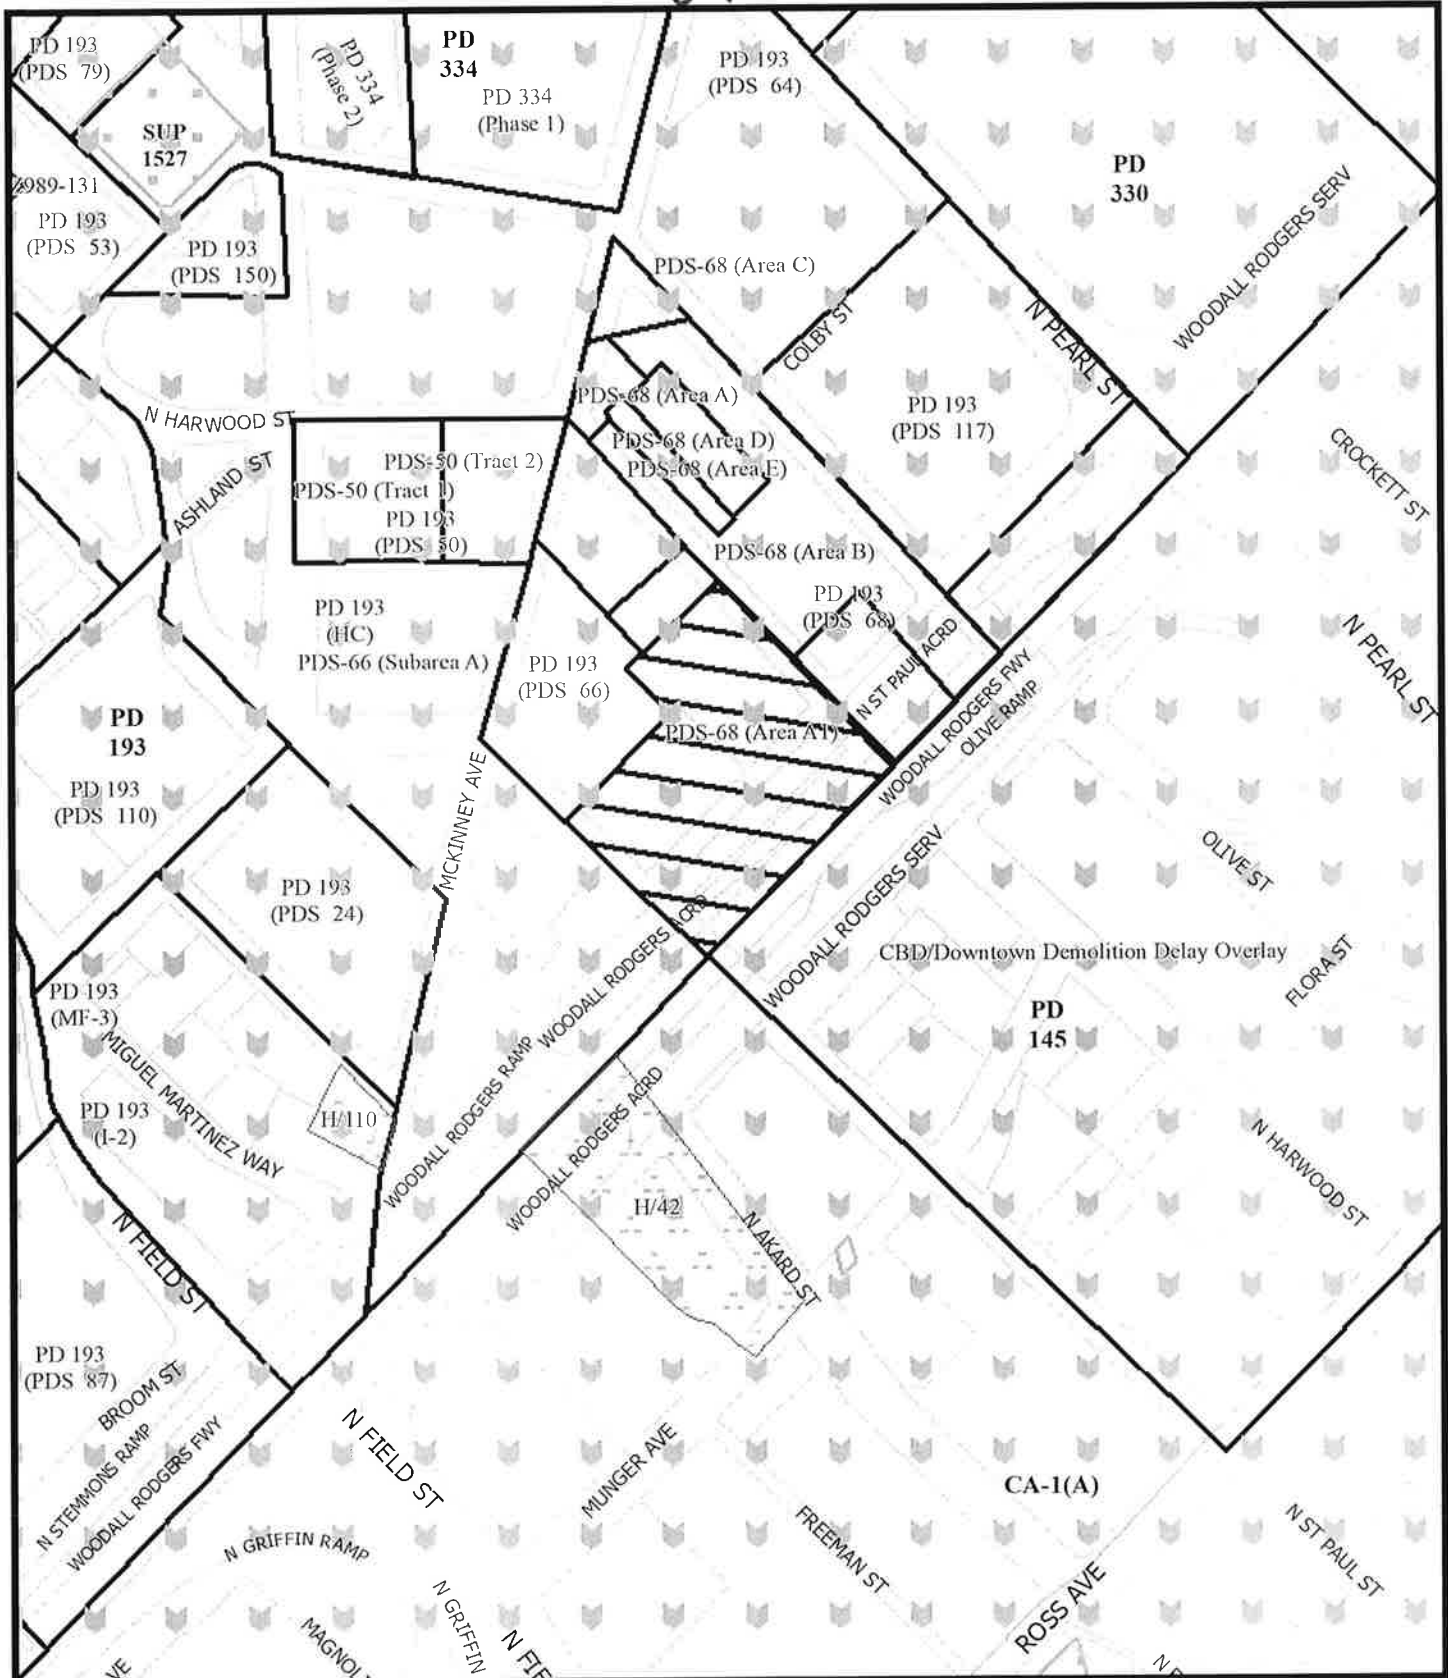 PD 193
(PDS 79)
PD 334
(Phase 2)
PD
334
PD 334
(Phase 1)
PD 193
(PDS 64)
SUP
1527
PD
330
WOODALL RODGERS SERV
Z989-131
PD 193
(PDS 53)
PD 193
(PDS 150)
PDS-68 (Area C)
COLBY ST
N PEARL ST
PDS-68 (Area A)
PD 193
(PDS 117)
N HARWOOD ST
ASHLAND ST
PDS-50 (Tract 2)
PDS-50 (Tract 1)
PD 193
(PDS 50)
PDS-68 (Area D)
PDS-68 (Area E)
CROCKETT ST
PDS-68 (Area B)
PD 193
(PDS 68)
PD 193
(HC)
PDS-66 (Subarea A)
PD 193
(PDS 66)
N ST PAUL ACRD
N PEARL ST
WOODALL RODGERS FWY
OLIVE RAMP
PD
193
PDS-68 (Area A1)
PD 193
(PDS 110)
MCKINNEY AVE
OLIVE ST
PD 193
(PDS 24)
WOODALL RODGERS SERV
WOODALL RODGERS ACRD
CBD/Downtown Demolition Delay Overlay
FLORA ST
PD 193
(MF-3)
PD
145
MIGUEL MARTINEZ WAY
WOODALL RODGERS RAMP
WOODALL RODGERS ACRD
PD 193
(I-2)
H/110
N HARWOOD ST
H/42
N AKARD ST
N FIELD ST
PD 193
(PDS 87)
BROOM ST
N STEMMONS RAMP
WOODALL RODGERS FWY
N FIELD ST
MUNGER AVE
CA-1(A)
N GRIFFIN RAMP
FREEMAN ST
N ST PAUL ST
ROSS AVE
N GRIFFIN
MAGNOL
N FIE
VE